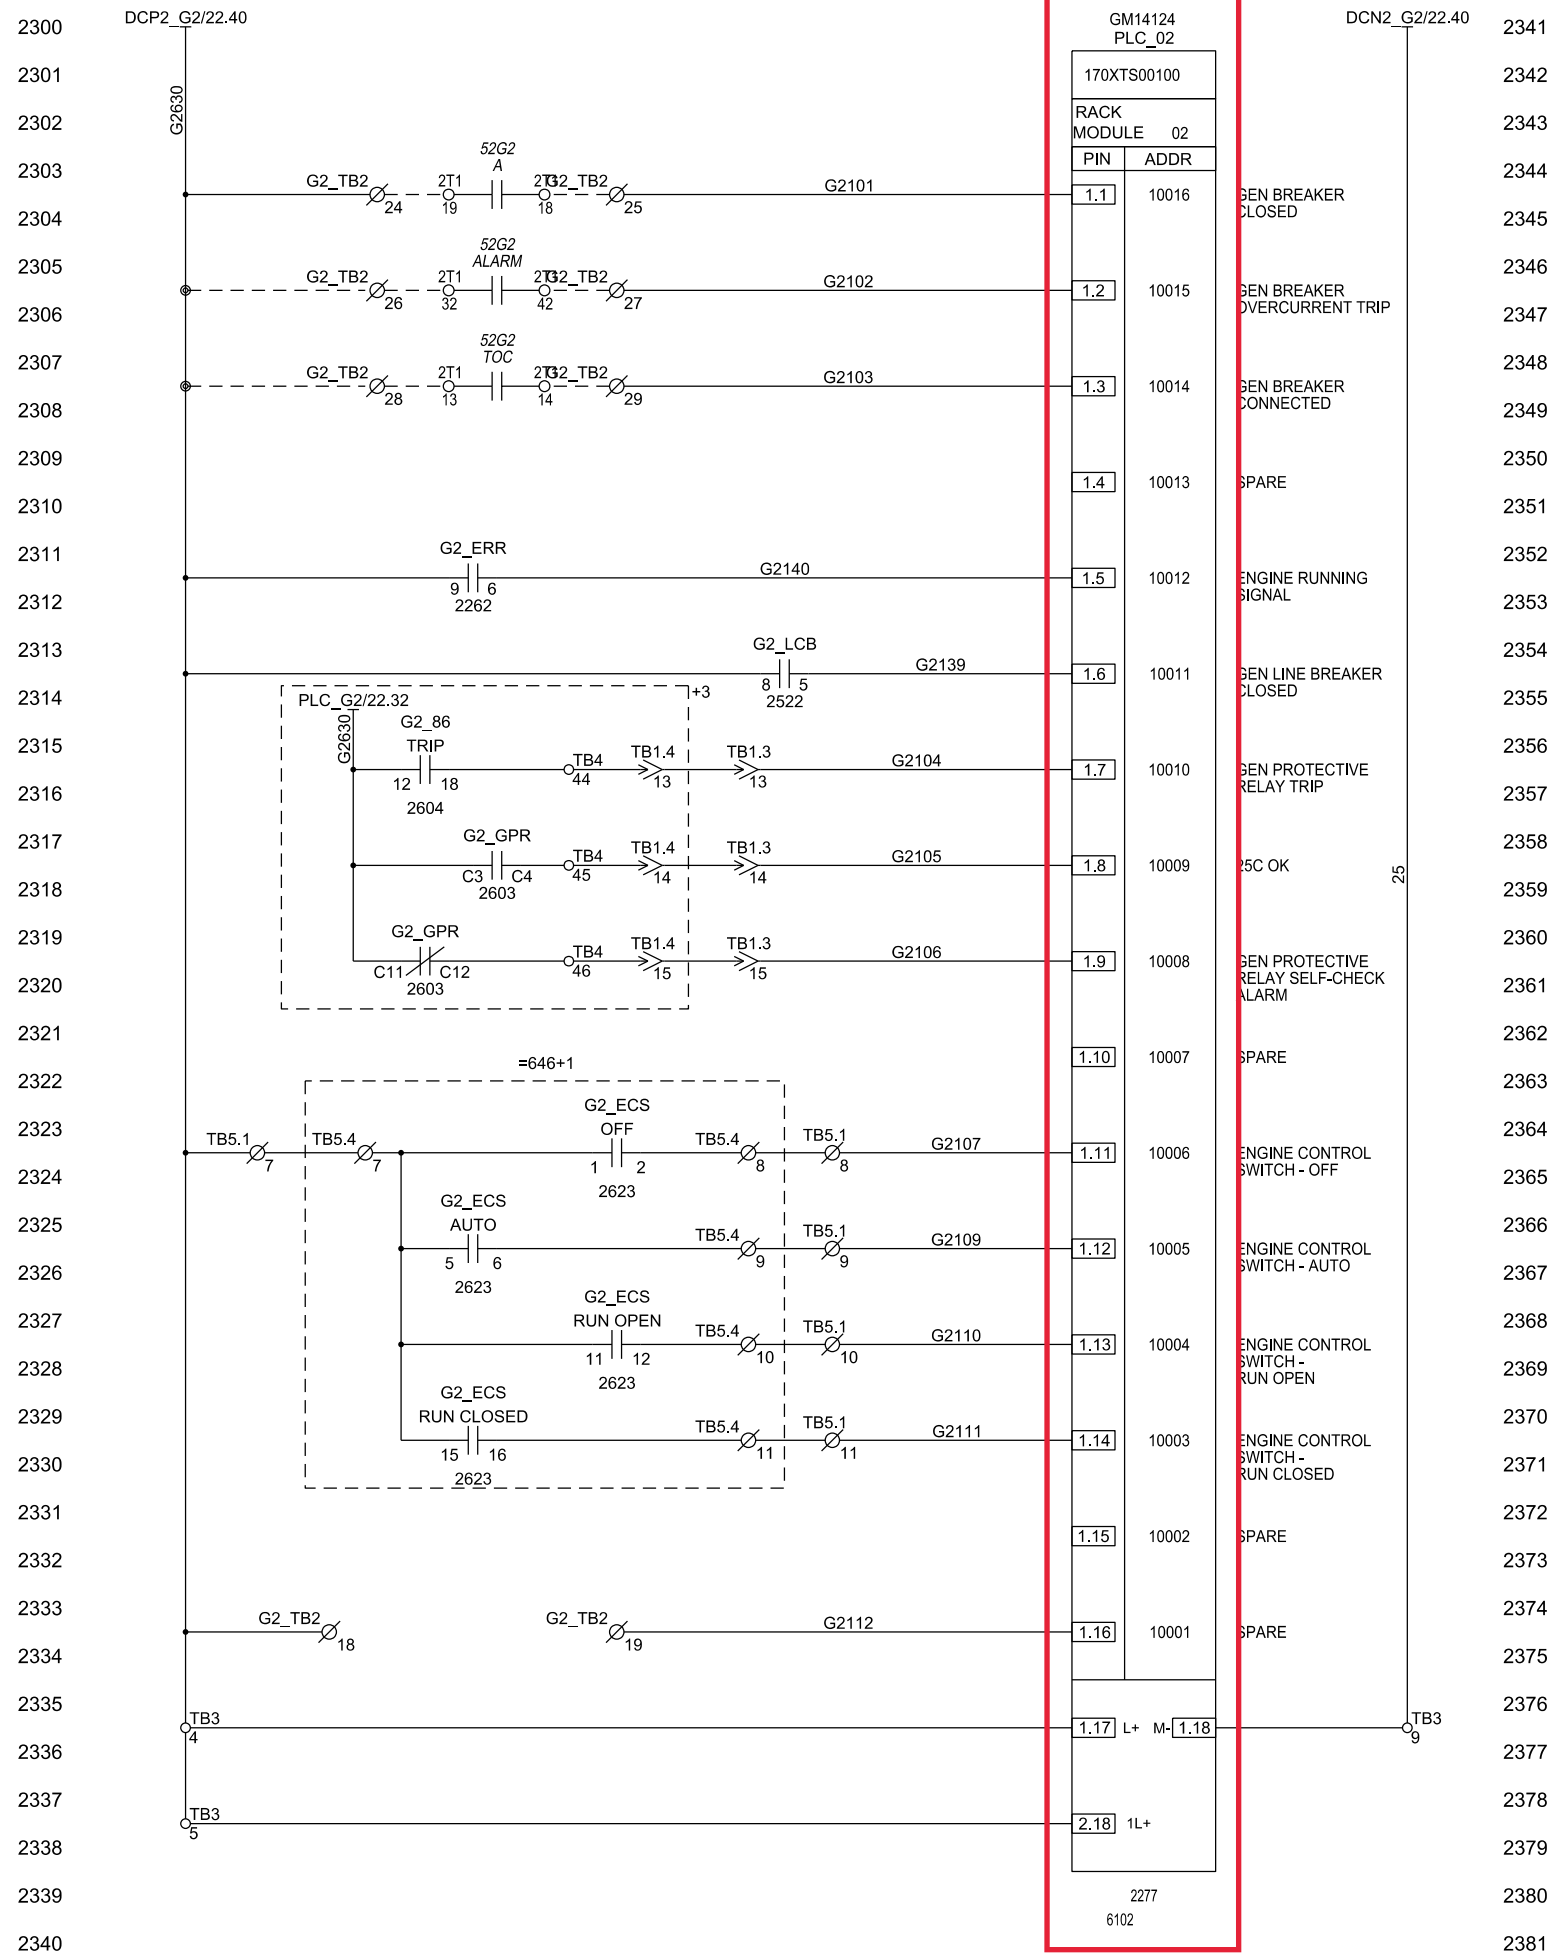 DCP2_G2/22.40
GM14124
PLC_02
DCN2_G2/22.40
2300
2341
2301
170XTS00100
2342
G2630
2302
RACK
MODULE 02
2343
2303
52G2
A
PIN ADDR
2344
G2_TB2 24 2T1 19 2T1 18 G2_TB2 25 G2101 1.1 10016 GEN BREAKER
CLOSED
2304
2345
2305
52G2
ALARM
2346
G2_TB2 26 2T1 32 2T1 42 G2_TB2 27 G2102 1.2 10015 GEN BREAKER
OVERCURRENT TRIP
2306
2347
2307
52G2
TOC
2348
G2_TB2 28 2T1 13 2T1 14 G2_TB2 29 G2103 1.3 10014 GEN BREAKER
CONNECTED
2308
2349
2309
2350
1.4 10013 SPARE
2310
2351
2311
G2_ERR
2352
9 6 G2140 1.5 10012 ENGINE RUNNING
SIGNAL
2262
2312
2353
2313
G2_LCB
2354
8 5 G2139 1.6 10011 GEN LINE BREAKER
CLOSED
2522
2314
+3
PLC_G2/22.32
2355
G2630
G2_86
2315
TRIP
2356
12 18 TB4 44 TB1.4 13 TB1.3 13 G2104 1.7 10010 GEN PROTECTIVE
RELAY TRIP
2604
2316
2357
2317
G2_GPR
2358
C3 C4 TB4 45 TB1.4 14 TB1.3 14 G2105 1.8 10009 25C OK
2603
25
2318
2359
2319
G2_GPR
2360
C11 C12 TB4 46 TB1.4 15 TB1.3 15 G2106 1.9 10008 GEN PROTECTIVE
RELAY SELF-CHECK
ALARM
2603
2320
2361
2321
2362
1.10 10007 SPARE
=646+1
2322
2363
G2_ECS
2323
OFF
2364
TB5.1 7 TB5.4 7 1 2 TB5.4 8 TB5.1 8 G2107 1.11 10006 ENGINE CONTROL
SWITCH - OFF
2623
2324
2365
G2_ECS
2325
AUTO
2366
5 6 TB5.4 9 TB5.1 9 G2109 1.12 10005 ENGINE CONTROL
SWITCH - AUTO
2623
2326
2367
G2_ECS
2327
RUN OPEN
2368
11 12 TB5.4 10 TB5.1 10 G2110 1.13 10004 ENGINE CONTROL
SWITCH -
RUN OPEN
2623
2328
2369
G2_ECS
2329
RUN CLOSED
2370
15 16 TB5.4 11 TB5.1 11 G2111 1.14 10003 ENGINE CONTROL
SWITCH -
RUN CLOSED
2623
2330
2371
2331
2372
1.15 10002 SPARE
2332
2373
2333
2374
G2_TB2 18 G2_TB2 19 G2112 1.16 10001 SPARE
2334
2375
2335
2376
TB3 4 1.17 L+ M- 1.18 TB3 9
2336
2377
2337
2378
TB3 5 2.18 1L+
2338
2379
2339
2277
2380
6102
2340
2381